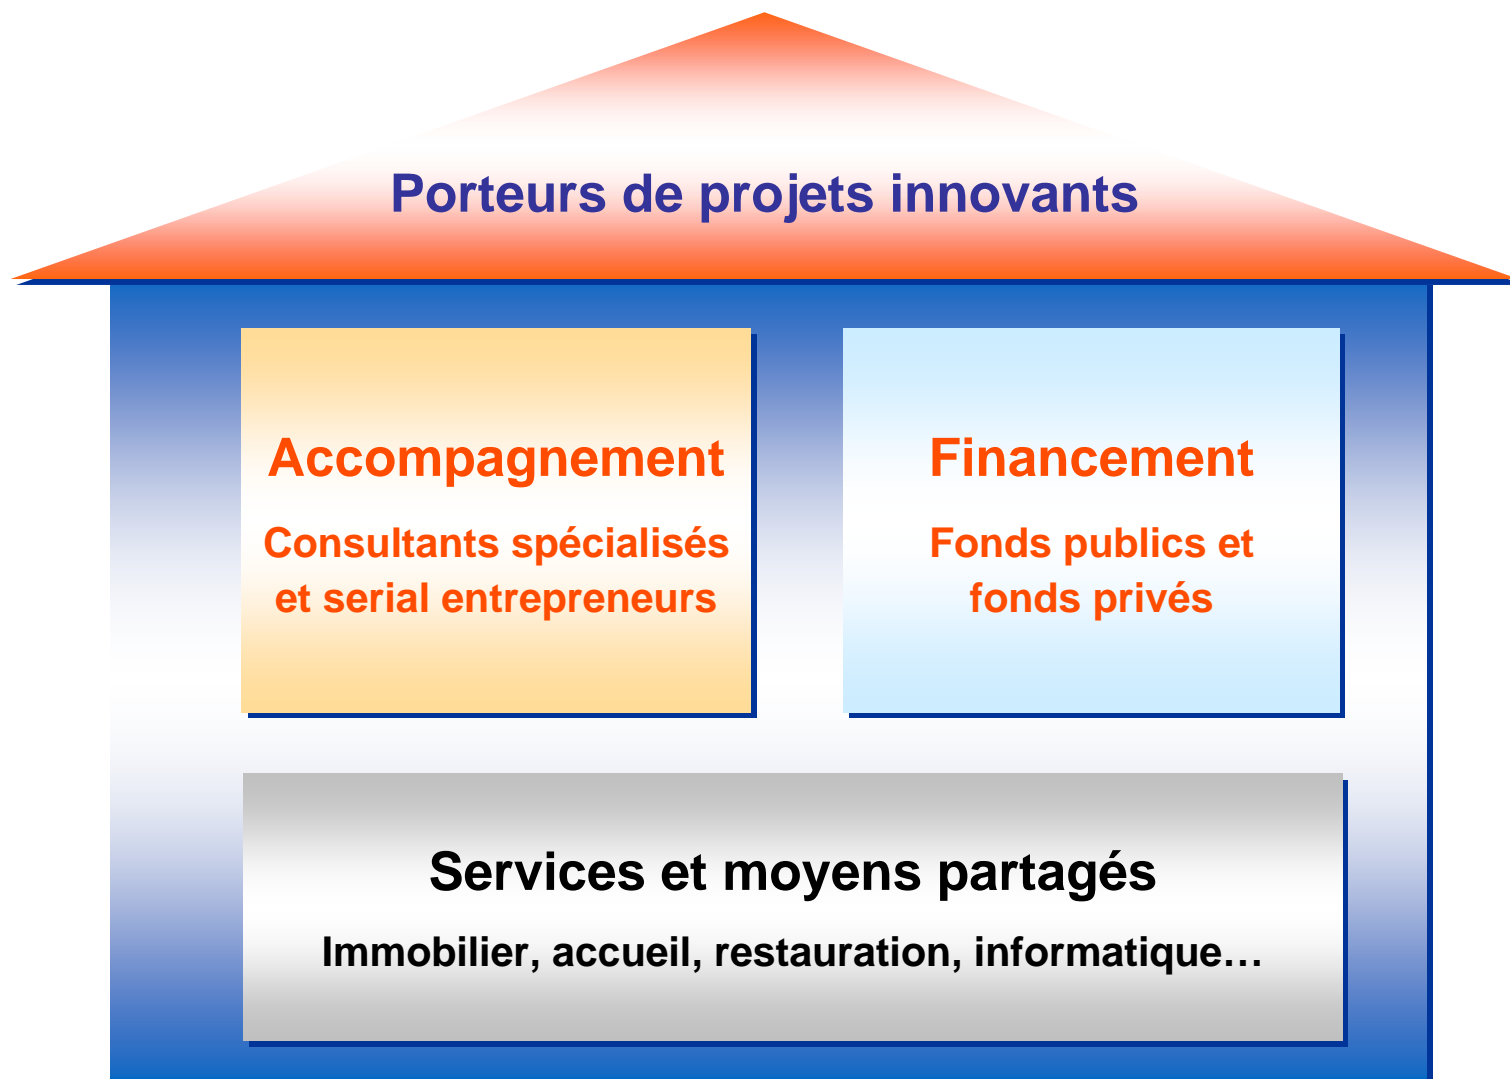 Porteurs de projets innovants
Accompagnement
Consultants spécialisés
et serial entrepreneurs
Financement
Fonds publics et
fonds privés
Services et moyens partagés
Immobilier, accueil, restauration, informatique…